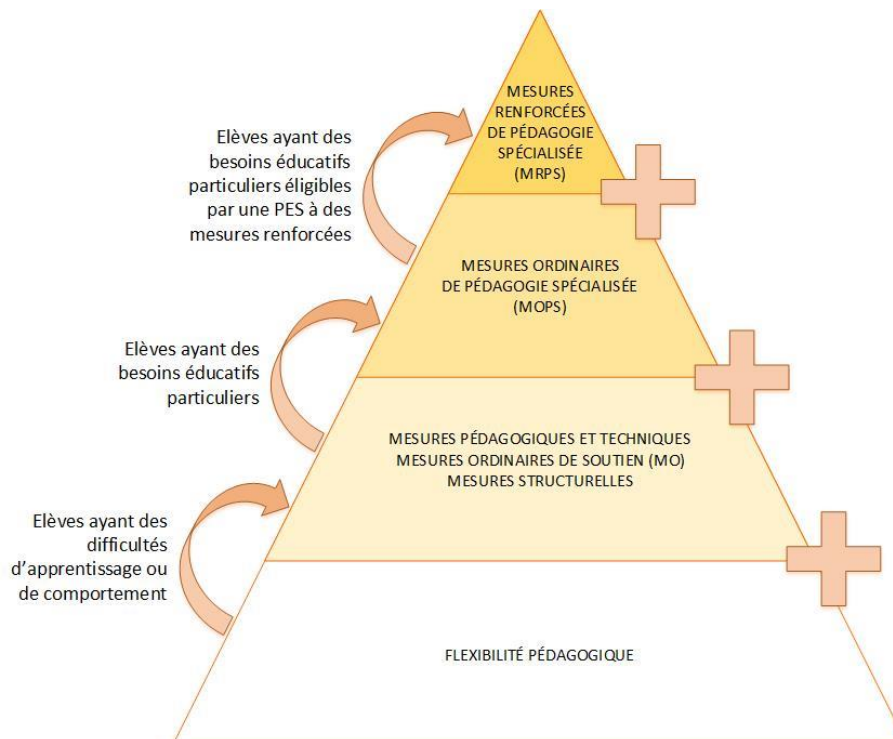 MESURES
RENFORCÉES
DE PÉDAGOGIE
SPÉCIALISÉE
(MRPS)
Elèves ayant des
besoins éducatifs
particuliers éligibles
par une PES à des
mesures renforcées
MESURES ORDINAIRES
DE PÉDAGOGIE SPÉCIALISÉE
(MOPS)
Elèves ayant des
besoins éducatifs
particuliers
MESURES PÉDAGOGIQUES ET TECHNIQUES
MESURES ORDINAIRES DE SOUTIEN (MO)
MESURES STRUCTURELLES
Elèves ayant des
difficultés
d’apprentissage ou
de comportement
FLEXIBILITÉ PÉDAGOGIQUE